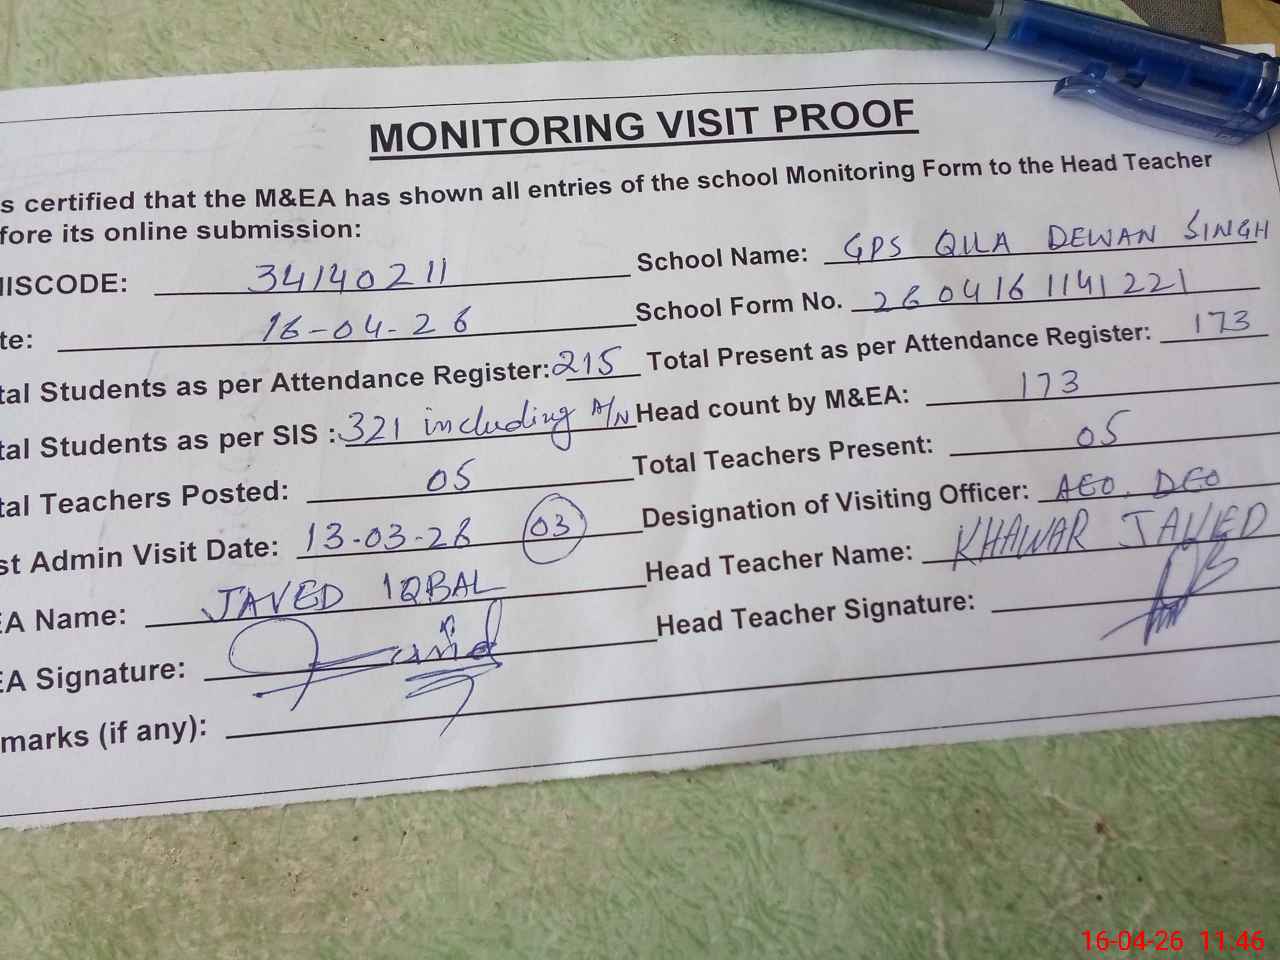 MONITORING VISIT PROOF
s certified that the M&EA has shown all entries of the school Monitoring Form to the Head Teacher
fore its online submission:
MISCODE: 34140211 School Name: GPS QILA DEWAN SINGH
te: 16-04-26 School Form No. 260416 1141221
tal Students as per Attendance Register: 215 Total Present as per Attendance Register: 173
tal Students as per SIS : 321 including A/N Head count by M&EA: 173
tal Teachers Posted: 05 Total Teachers Present: 05
st Admin Visit Date: 13-03-26 03 Designation of Visiting Officer: AEO. DEO
EA Name: JAVED IQBAL Head Teacher Name: KHAWAR JAVED
EA Signature: Head Teacher Signature:
marks (if any):
16-04-26 11:46